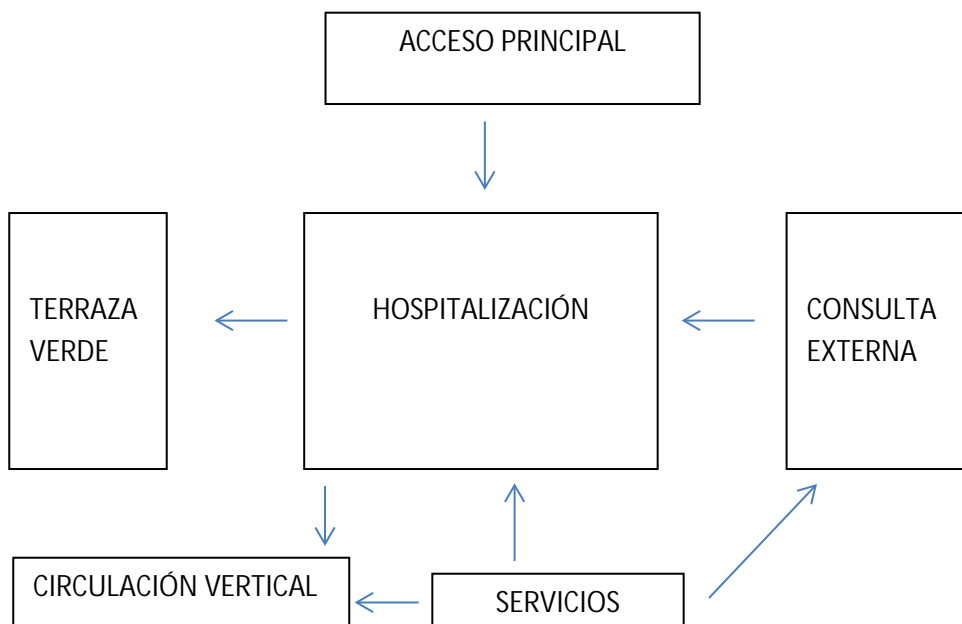 ACCESO PRINCIPAL
TERRAZA
VERDE
HOSPITALIZACIÓN
CONSULTA
EXTERNA
CIRCULACIÓN VERTICAL
SERVICIOS